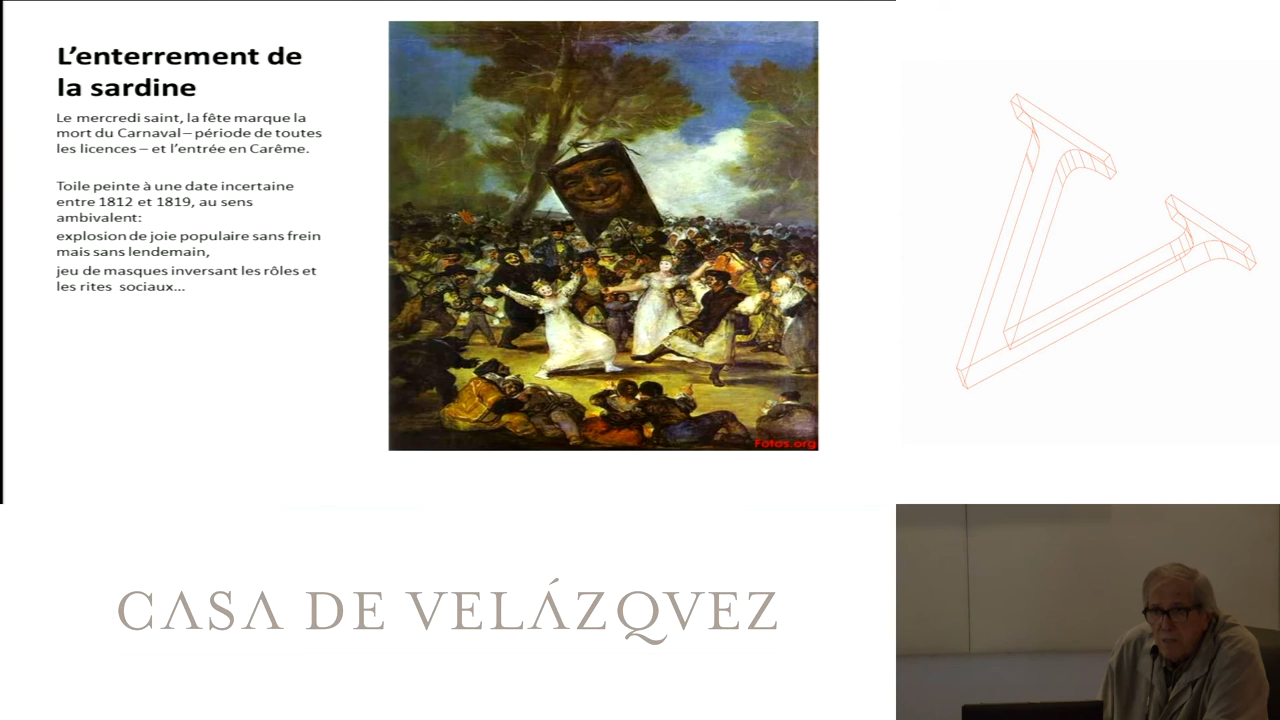 L’enterrement de
la sardine
Le mercredi saint, la fête marque la
mort du Carnaval – période de toutes
les licences – et l’entrée en Carême.
Toile peinte à une date incertaine
entre 1812 et 1819, au sens
ambivalent:
explosion de joie populaire sans frein
mais sans lendemain,
jeu de masques inversant les rôles et
les rites sociaux...
Fotos.org
CASA DE VELÁZQVEZ